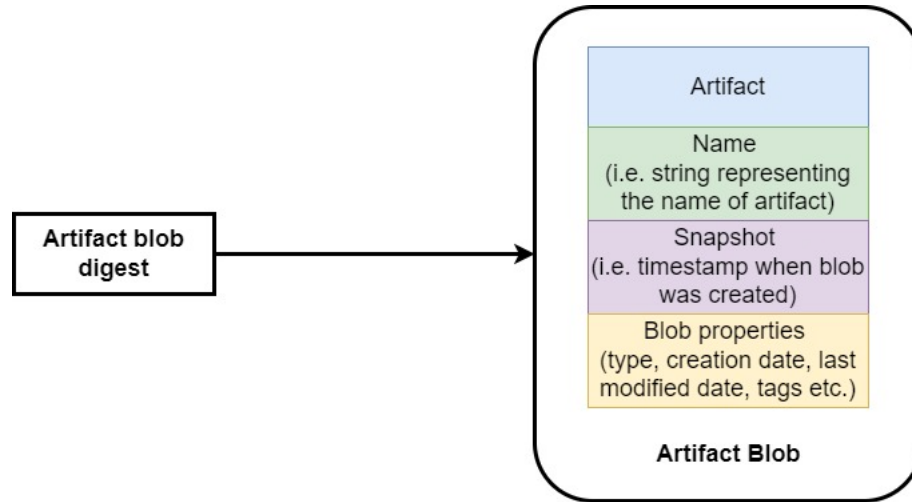 Artifact
Name
(i.e. string representing
the name of artifact)
Snapshot
(i.e. timestamp when blob
was created)
Blob properties
(type, creation date, last
modified date, tags etc.)
Artifact Blob
Artifact blob
digest